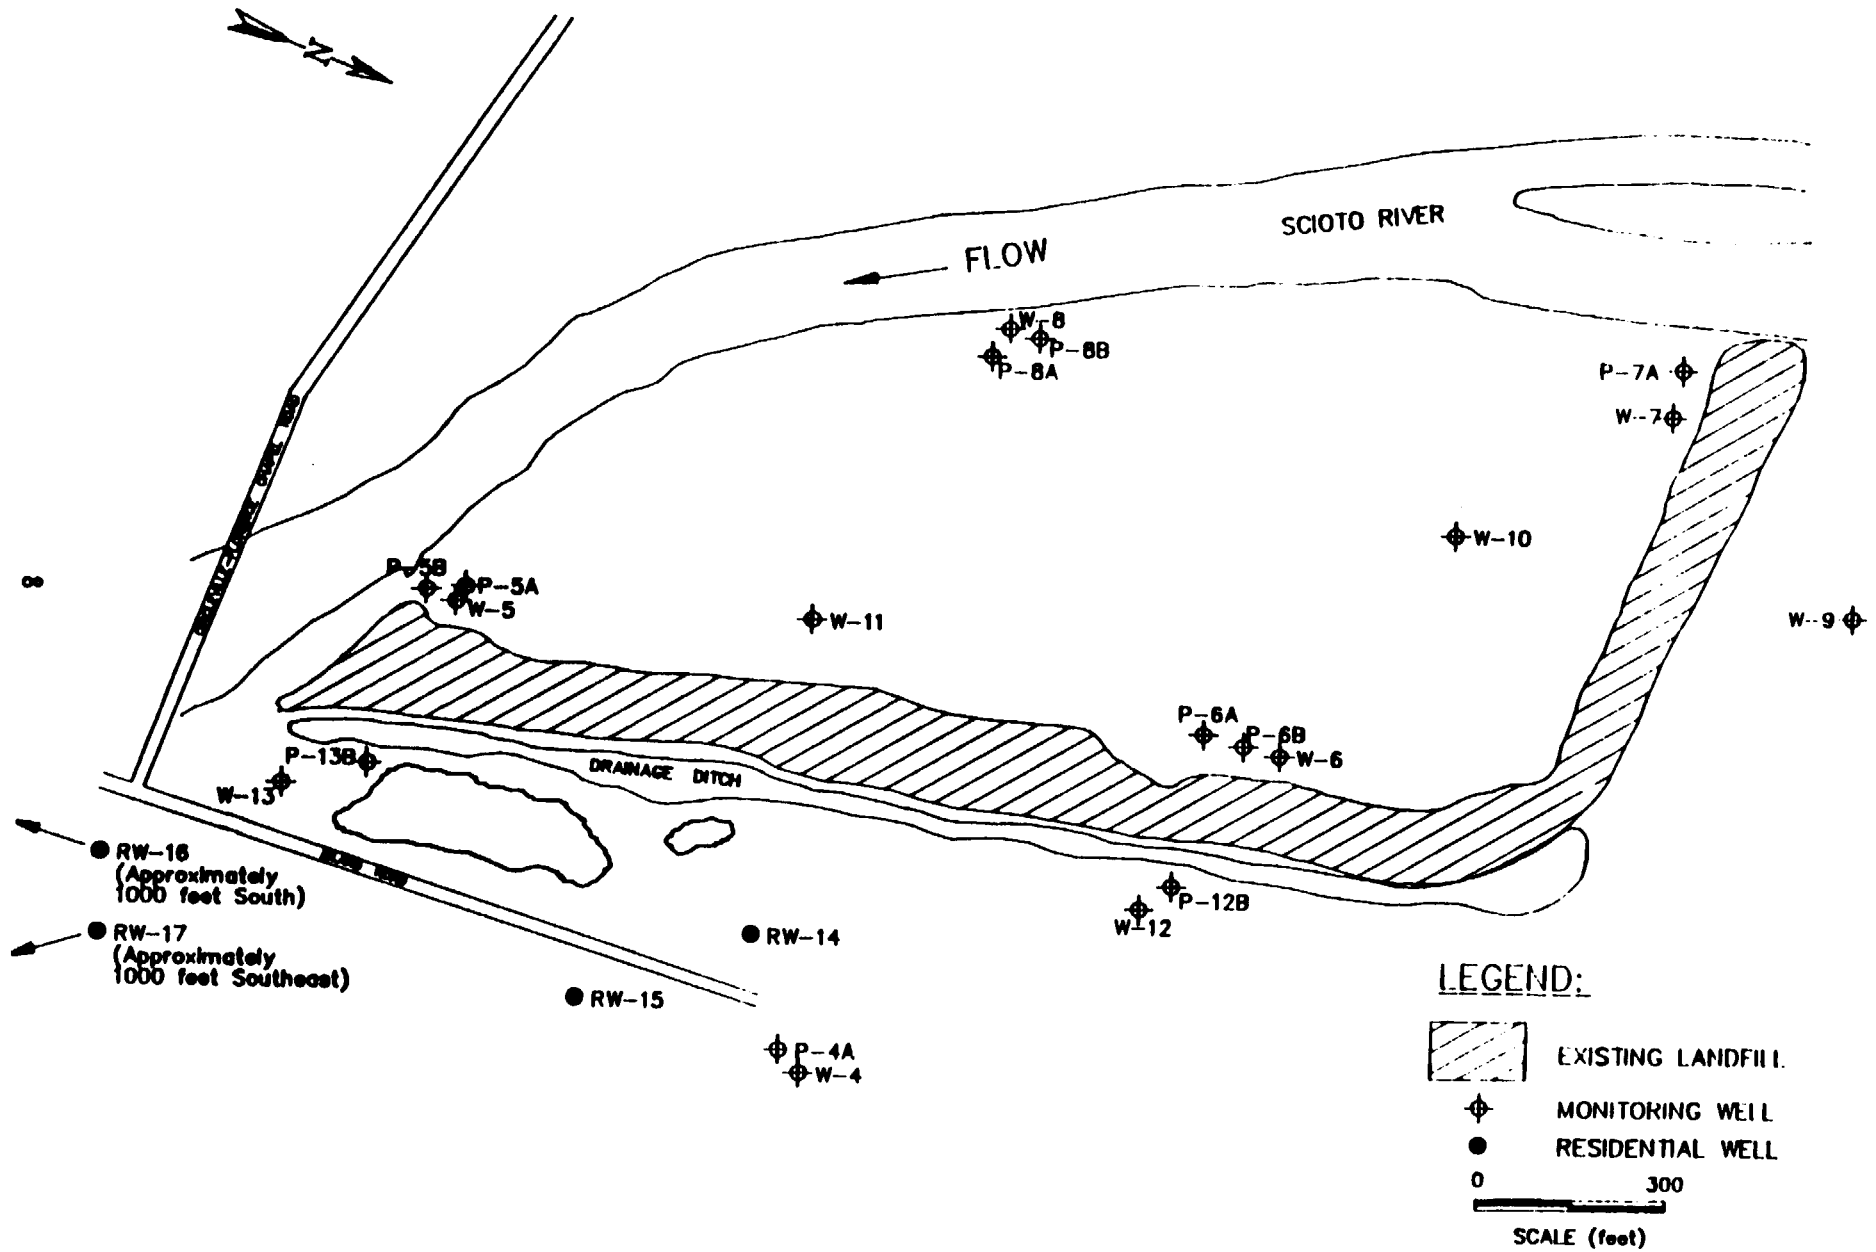 N
SCIOTO RIVER
FLOW
W-8
P-8B
P-8A
P-7A
W-7
W-10
P-5B
P-5A
W-5
W-11
W-9
P-6A
P-6B
W-6
P-13B
W-13
DRAINAGE DITCH
RW-16
(Approximately
1000 feet South)
RW-17
(Approximately
1000 feet Southeast)
P-12B
W-12
RW-14
RW-15
P-4A
W-4
LEGEND:
EXISTING LANDFILL
MONITORING WELL
RESIDENTIAL WELL
0 300
SCALE (feet)
8